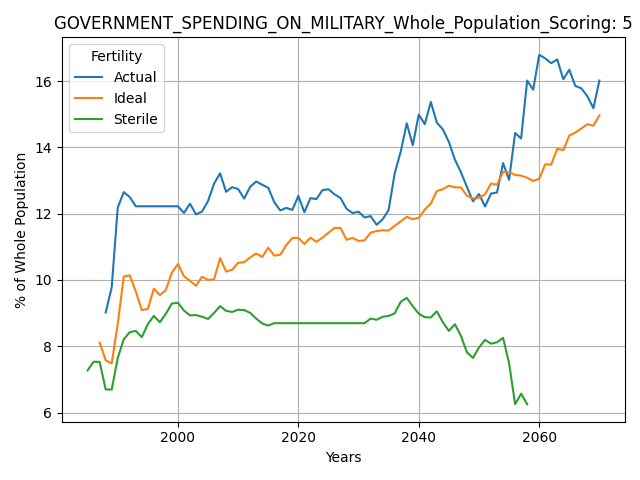 GOVERNMENT_SPENDING_ON_MILITARY_Whole_Population_Scoring: 5
Fertility
Actual
Ideal
Sterile
% of Whole Population
16
14
12
10
8
6
2000
2020
2040
2060
Years